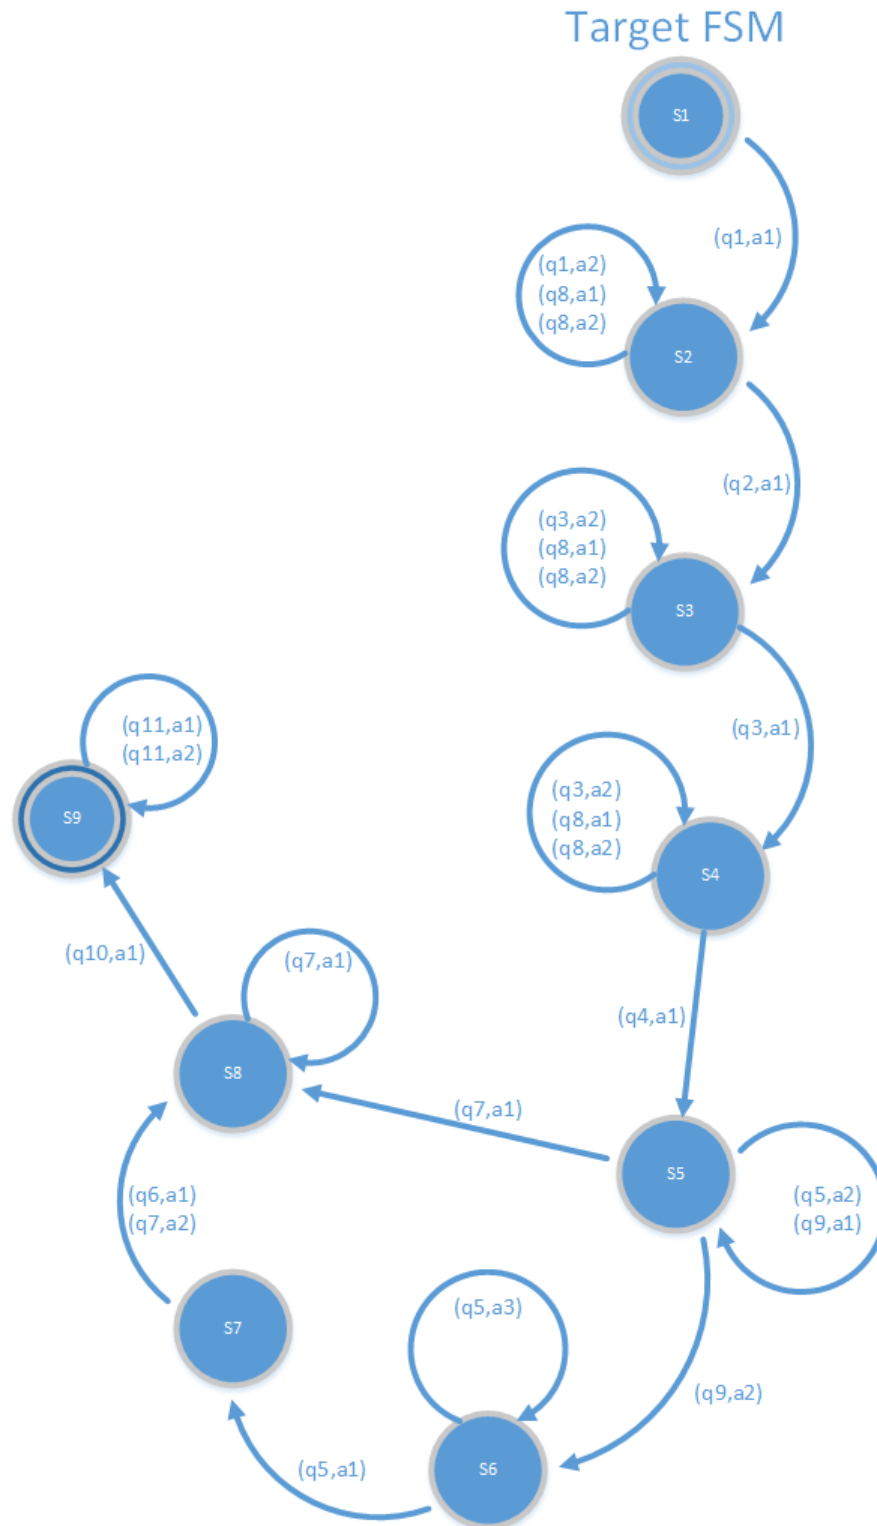 Target FSM
S1
(q1,a1)
(q1,a2)
(q8,a1)
(q8,a2)
S2
(q2,a1)
(q3,a2)
(q8,a1)
(q8,a2)
S3
(q3,a1)
(q11,a1)
(q11,a2)
S9
(q3,a2)
(q8,a1)
(q8,a2)
S4
(q10,a1)
(q7,a1)
(q4,a1)
S8
(q7,a1)
S5
(q5,a2)
(q9,a1)
(q6,a1)
(q7,a2)
S7
(q5,a3)
(q9,a2)
(q5,a1)
S6